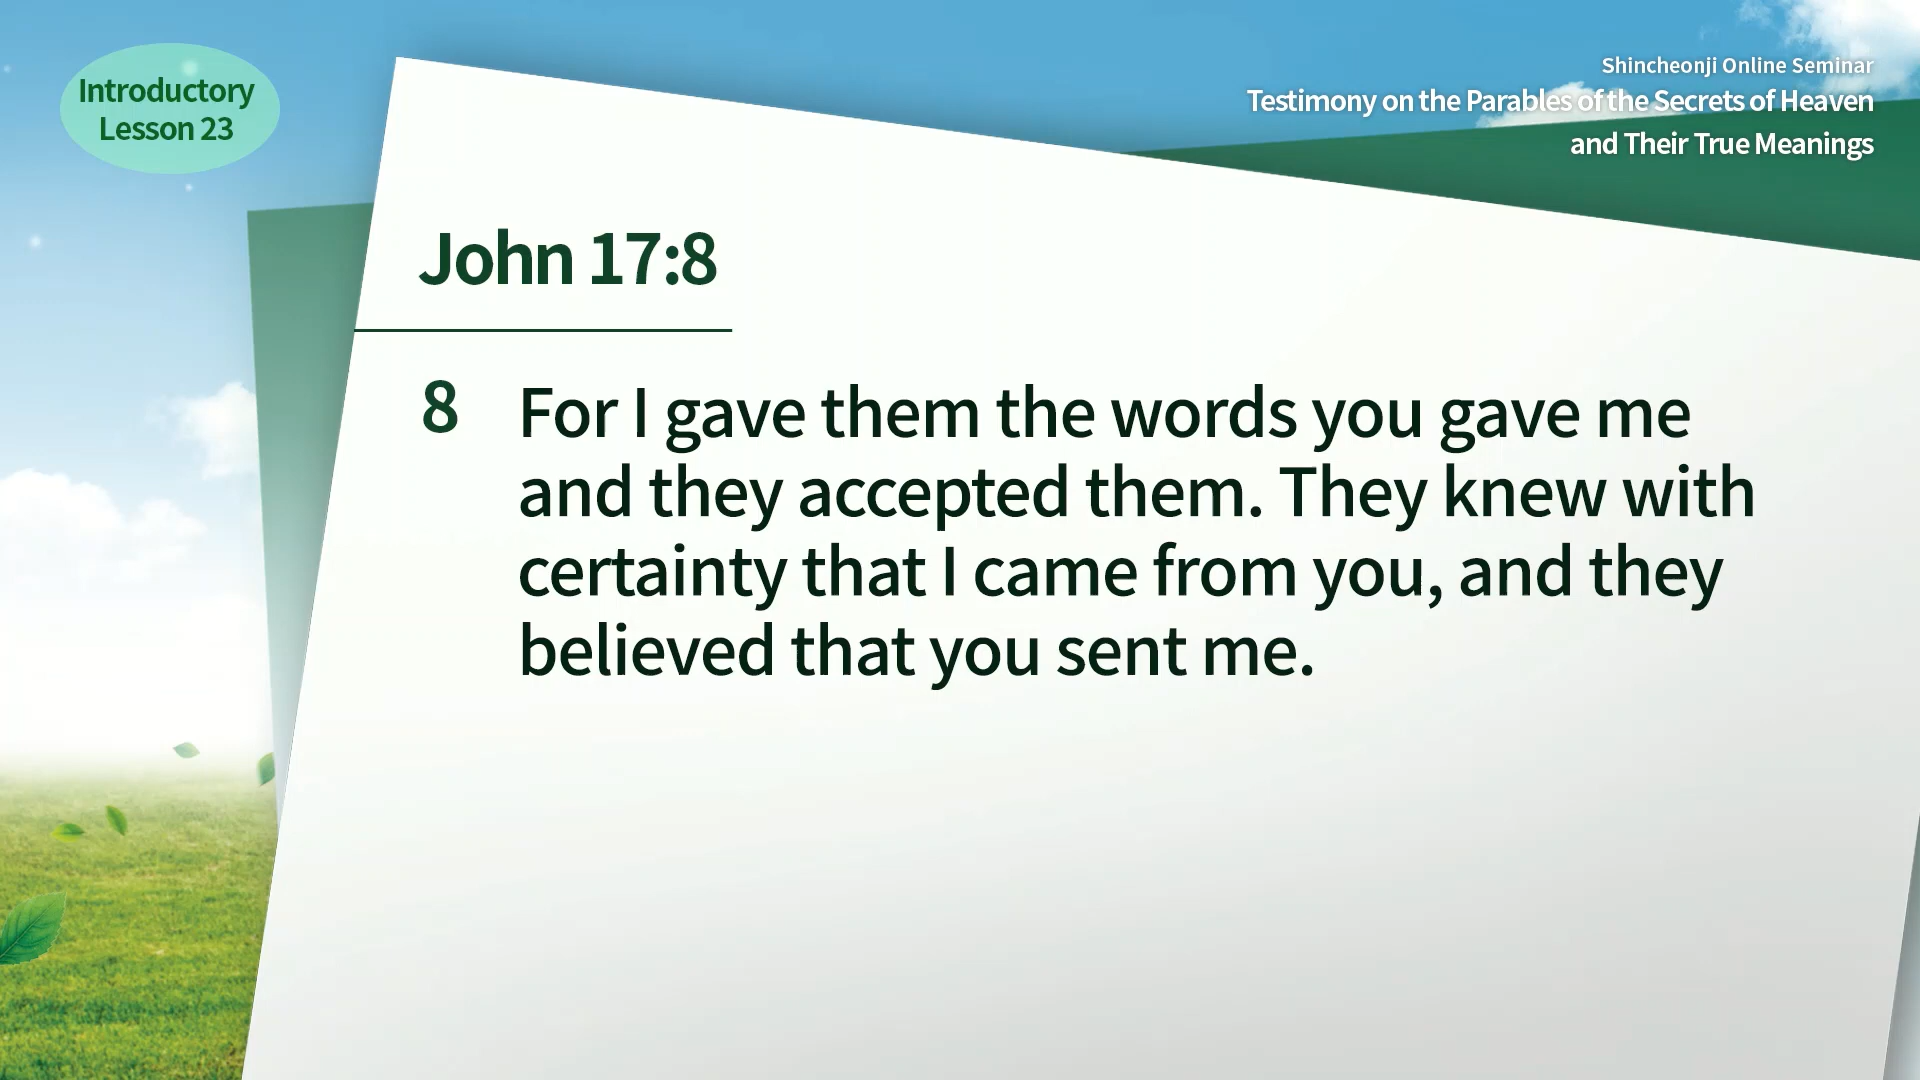 Introductory
Lesson 23
Shincheonji Online Seminar
Testimony on the Parables of the Secrets of Heaven
and Their True Meanings
John 17:8
8 For I gave them the words you gave me
and they accepted them. They knew with
certainty that I came from you, and they
believed that you sent me.